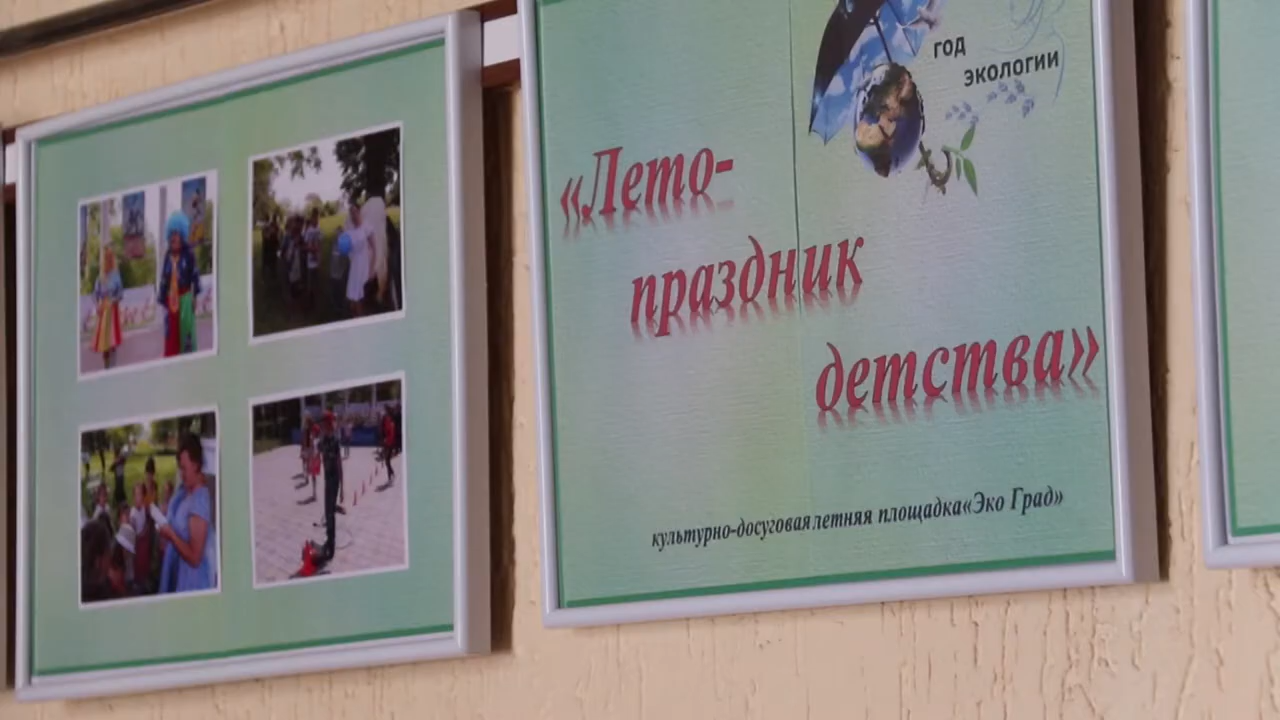 ГОД
ЭКОЛОГИИ
«Лето-
праздник
детства»
культурно-досуговая летняя площадка«Эко Град»